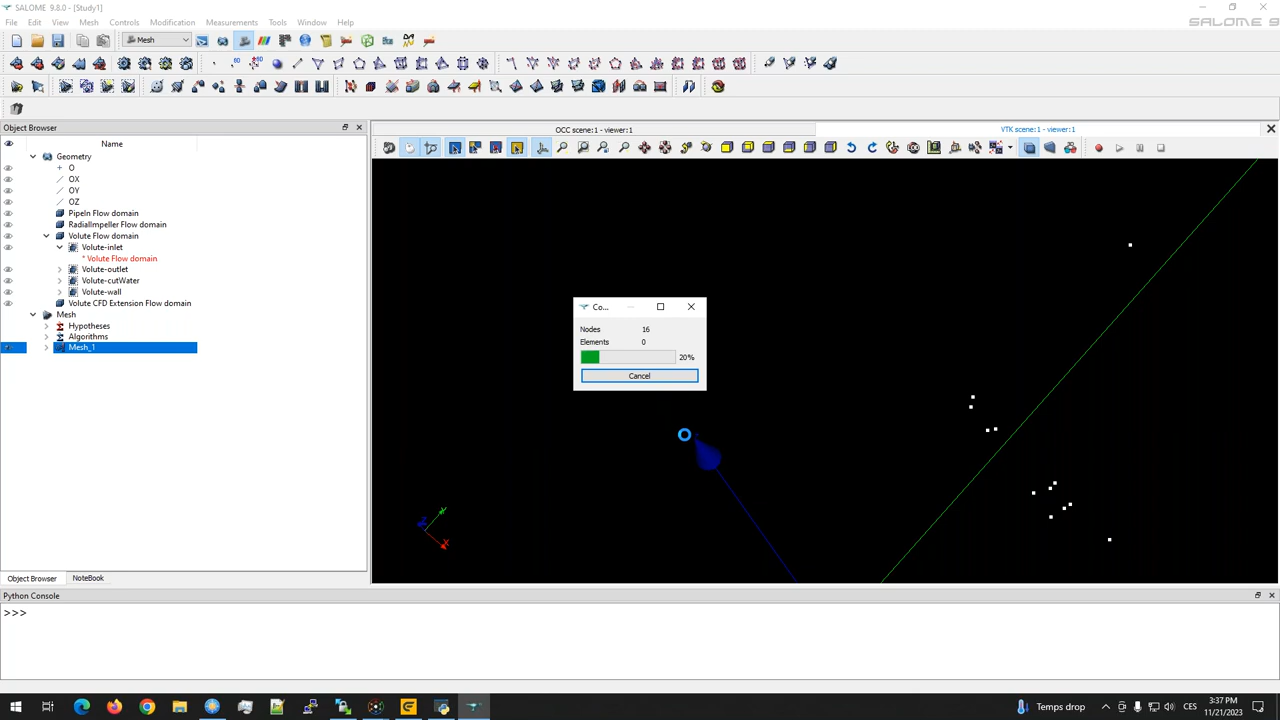 SALOME 9.8.0 - [Study1]
File Edit View Mesh Controls Modification Measurements Tools Window Help
SALOME 9
Mesh
Object Browser
OCC scene:1 - viewer:1
VTK scene:1 - viewer:1
Name
Geometry
O
OX
OY
OZ
PipeIn Flow domain
RadialImpeller Flow domain
Volute Flow domain
Volute-inlet
* Volute Flow domain
Volute-outlet
Volute-cutWater
Volute-wall
Volute CFD Extension Flow domain
Mesh
Hypotheses
Algorithms
Mesh_1
Co...
Nodes 16
Elements 0
20%
Cancel
Z
Y
X
Object Browser
NoteBook
Python Console
>>>
Temps drop
CES
3:37 PM
11/21/2023